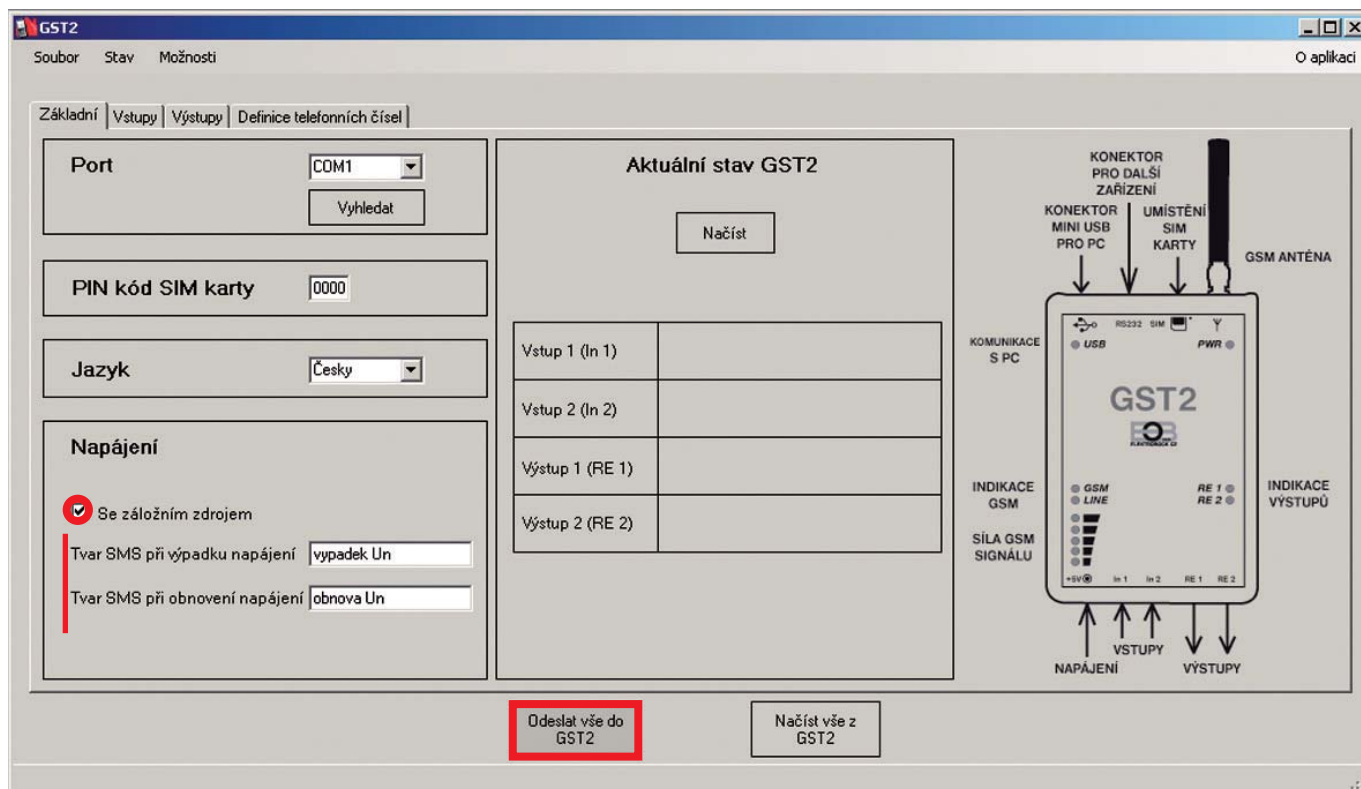 GST2
Soubor Stav Možnosti O aplikaci
Základní Vstupy Výstupy Definice telefonních čísel
Port COM1
Vyhledat
PIN kód SIM karty 0000
Jazyk Česky
Napájení
Se záložním zdrojem
Tvar SMS při výpadku napájení vypadek Un
Tvar SMS při obnovení napájení obnova Un
Aktuální stav GST2
Načíst
Vstup 1 (In 1)
Vstup 2 (In 2)
Výstup 1 (RE 1)
Výstup 2 (RE 2)
KONEKTOR
PRO DALŠÍ
ZAŘÍZENÍ
KONEKTOR
MINI USB
PRO PC
UMÍSTĚNÍ
SIM
KARTY
GSM ANTÉNA
RS232 SIM
KOMUNIKACE
S PC
USB PWR
GST2
EOB
ELEKTROBOCK CZ
INDIKACE
GSM
GSM RE 1
LINE RE 2
INDIKACE
VÝSTUPŮ
SÍLA GSM
SIGNÁLU
+5V In 1 In 2 RE 1 RE 2
NAPÁJENÍ
VSTUPY
VÝSTUPY
Odeslat vše do
GST2
Načíst vše z
GST2